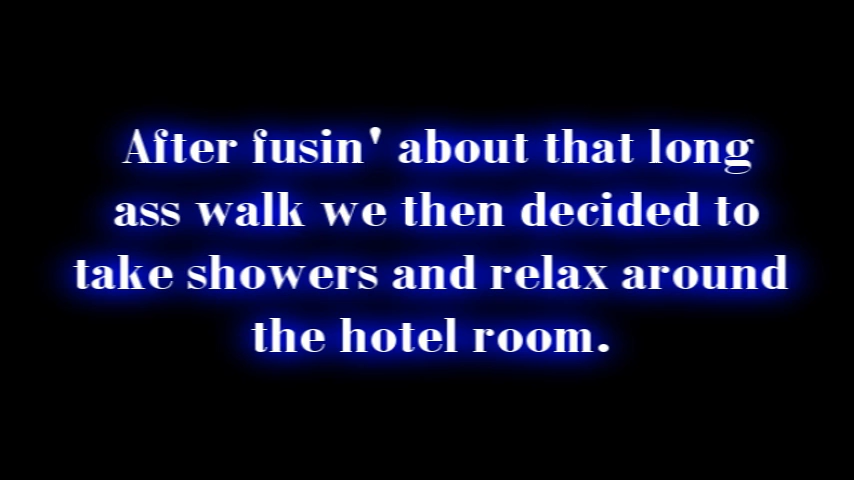 After fusin' about that long
ass walk we then decided to
take showers and relax around
the hotel room.